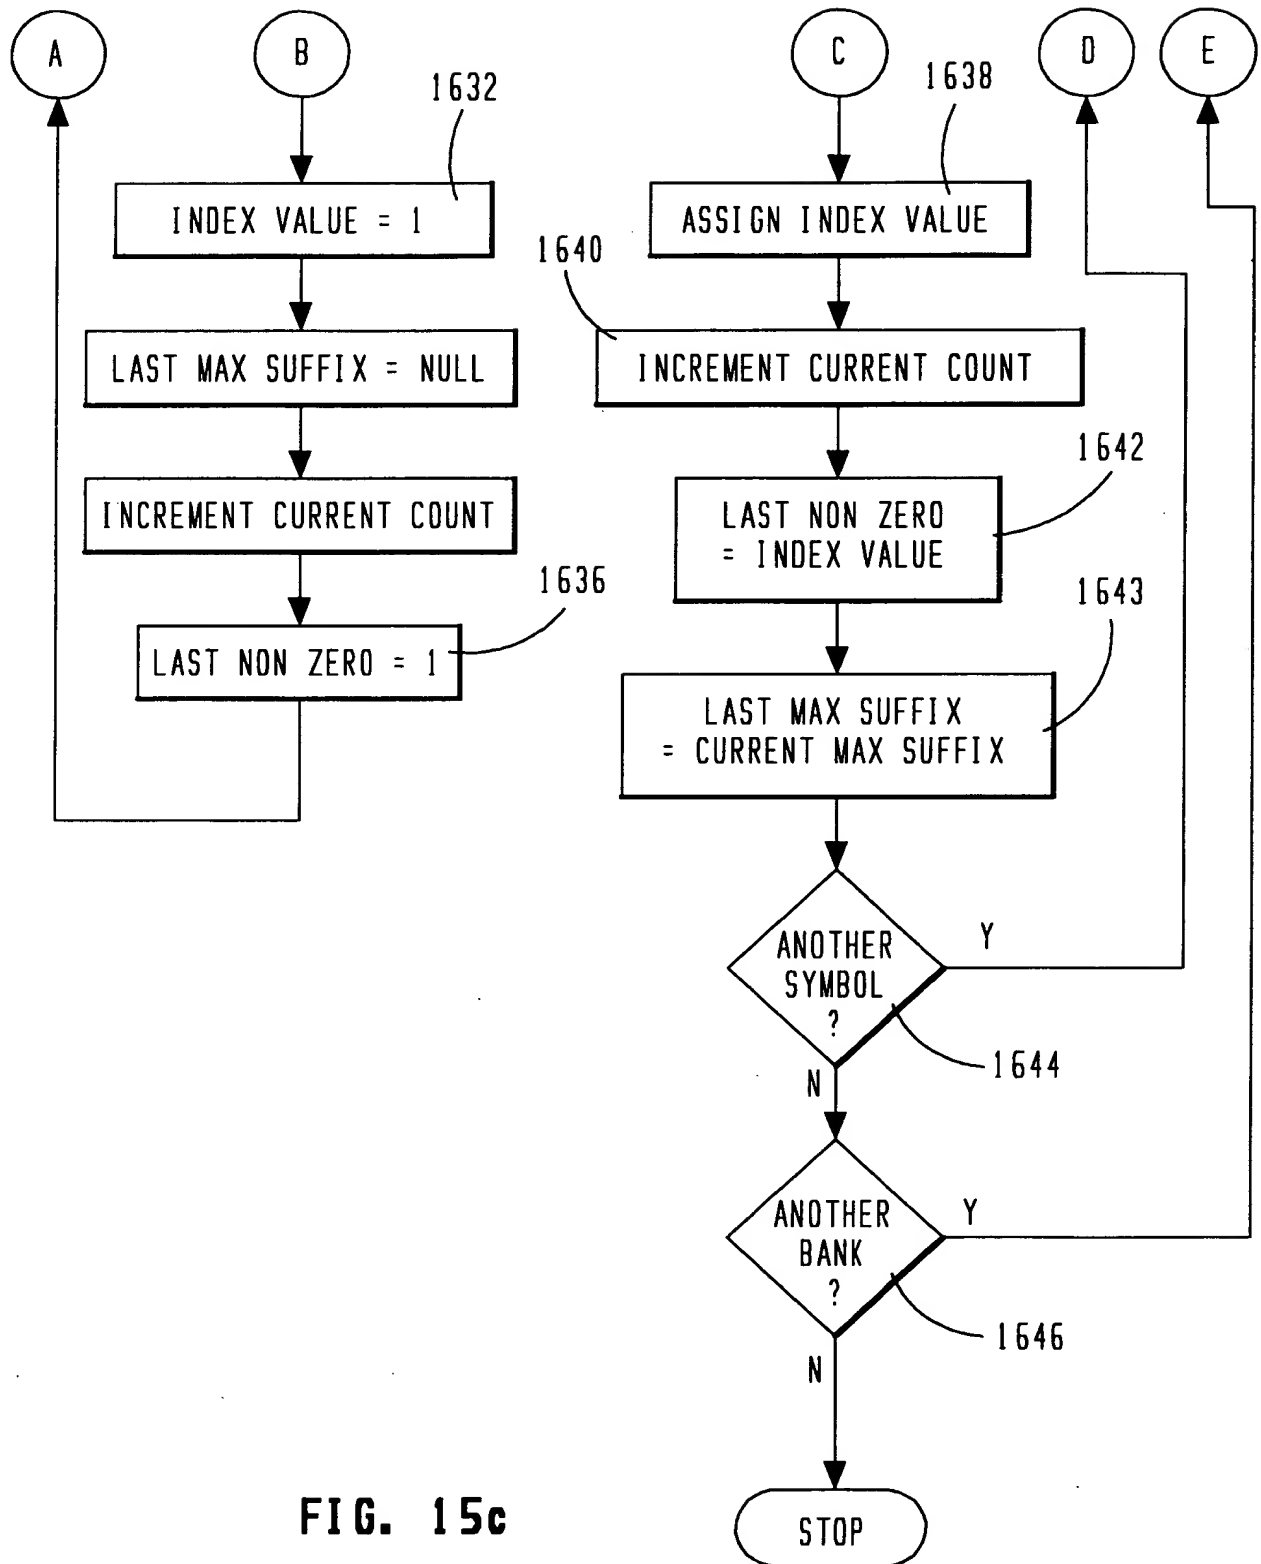 A
B
C
D
E
1632
INDEX VALUE = 1
LAST MAX SUFFIX = NULL
INCREMENT CURRENT COUNT
1636
LAST NON ZERO = 1
1638
ASSIGN INDEX VALUE
1640
INCREMENT CURRENT COUNT
1642
LAST NON ZERO
= INDEX VALUE
1643
LAST MAX SUFFIX
= CURRENT MAX SUFFIX
ANOTHER
SYMBOL
?
Y
1644
N
ANOTHER
BANK
?
Y
1646
N
STOP
FIG. 15c